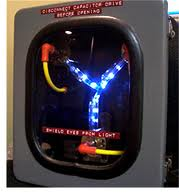 DISCONNECT CAPACITOR DRIVE
BEFORE OPENING
SHIELD EYES FROM LIGHT